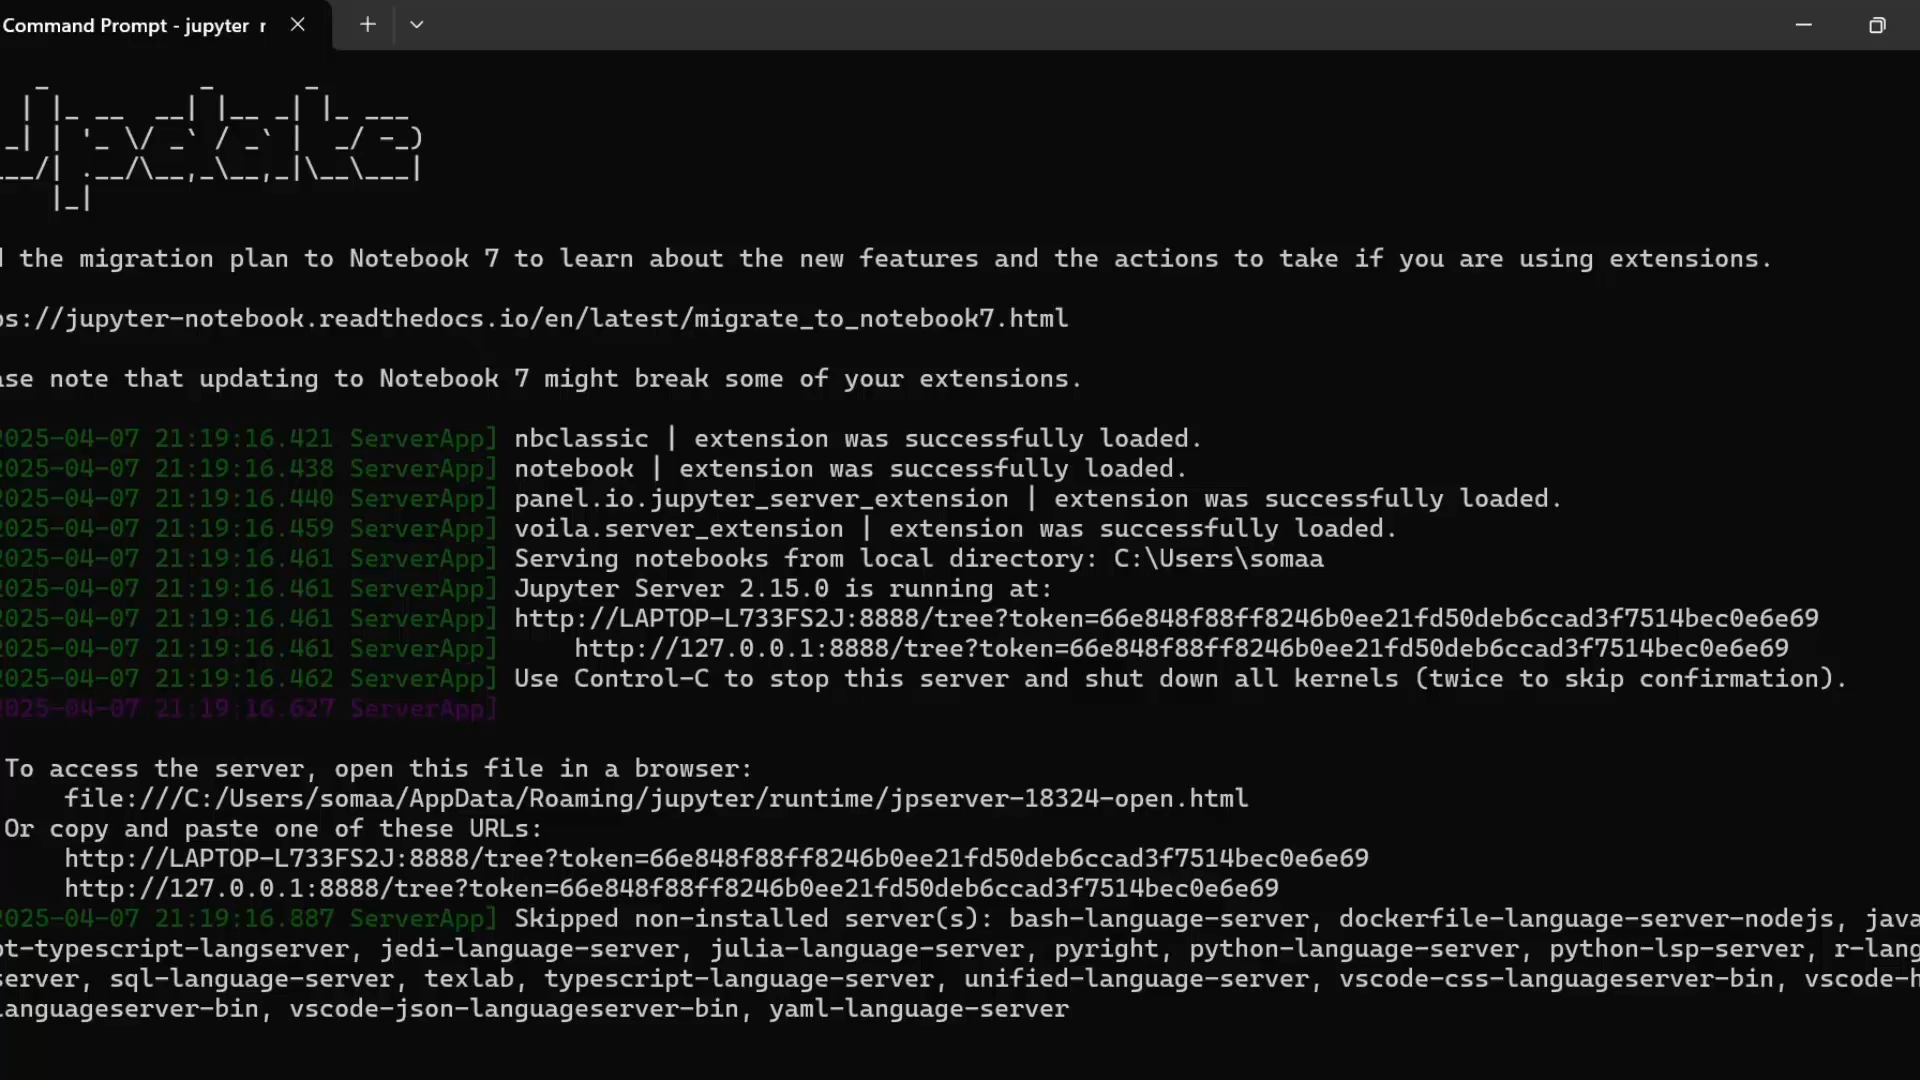 Command Prompt - jupyter
the migration plan to Notebook 7 to learn about the new features and the actions to take if you are using extensions.
s://jupyter-notebook.readthedocs.io/en/latest/migrate_to_notebook7.html
se note that updating to Notebook 7 might break some of your extensions.
2025-04-07 21:19:16.421 ServerApp] nbclassic | extension was successfully loaded.
2025-04-07 21:19:16.438 ServerApp] notebook | extension was successfully loaded.
2025-04-07 21:19:16.440 ServerApp] panel.io.jupyter_server_extension | extension was successfully loaded.
2025-04-07 21:19:16.459 ServerApp] voila.server_extension | extension was successfully loaded.
2025-04-07 21:19:16.461 ServerApp] Serving notebooks from local directory: C:\Users\somaa
2025-04-07 21:19:16.461 ServerApp] Jupyter Server 2.15.0 is running at:
2025-04-07 21:19:16.461 ServerApp] http://LAPTOP-L733FS2J:8888/tree?token=66e848f88ff8246b0ee21fd50deb6ccad3f7514bec0e6e69
2025-04-07 21:19:16.461 ServerApp]     http://127.0.0.1:8888/tree?token=66e848f88ff8246b0ee21fd50deb6ccad3f7514bec0e6e69
2025-04-07 21:19:16.462 ServerApp] Use Control-C to stop this server and shut down all kernels (twice to skip confirmation).
2025-04-07 21:19:16.627 ServerApp]
To access the server, open this file in a browser:
file:///C:/Users/somaa/AppData/Roaming/jupyter/runtime/jpserver-18324-open.html
Or copy and paste one of these URLs:
http://LAPTOP-L733FS2J:8888/tree?token=66e848f88ff8246b0ee21fd50deb6ccad3f7514bec0e6e69
http://127.0.0.1:8888/tree?token=66e848f88ff8246b0ee21fd50deb6ccad3f7514bec0e6e69
2025-04-07 21:19:16.887 ServerApp] Skipped non-installed server(s): bash-language-server, dockerfile-language-server-nodejs, java
pt-typescript-langserver, jedi-language-server, julia-language-server, pyright, python-language-server, python-lsp-server, r-lang
server, sql-language-server, texlab, typescript-language-server, unified-language-server, vscode-css-languageserver-bin, vscode-h
anguageserver-bin, vscode-json-languageserver-bin, yaml-language-server